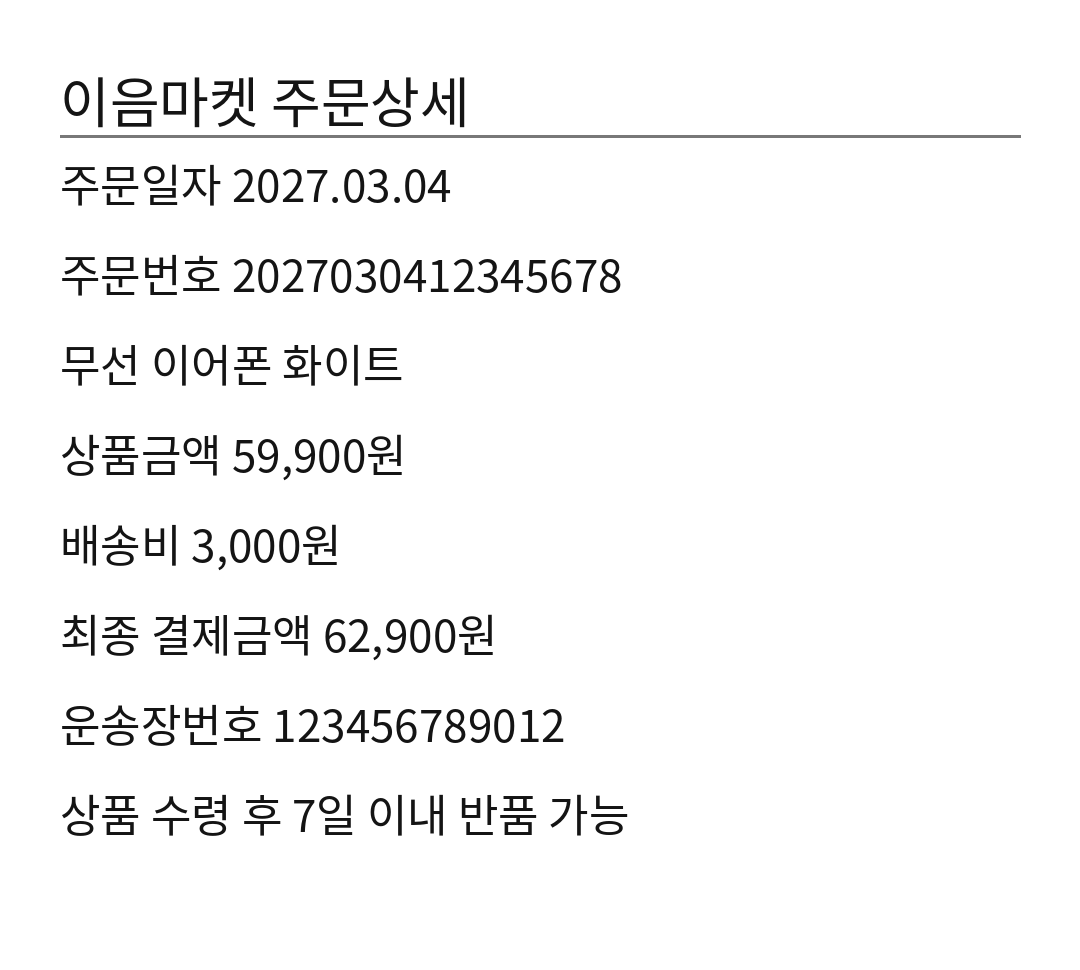 이음마켓 주문상세
주문일자 2027.03.04
주문번호 2027030412345678
무선 이어폰 화이트
상품금액 59,900원
배송비 3,000원
최종 결제금액 62,900원
운송장번호 123456789012
상품 수령 후 7일 이내 반품 가능